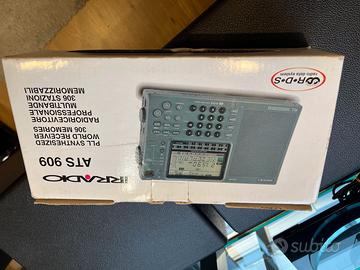 IRRADIO
ATS 909
PLL SYNTHESIZED
WORLD RECEIVER
306 MEMORIES
RADIORICEVITORE
PROFESSIONALE
MULTIBANDE
306 STAZIONI
MEMORIZZABILI
R·D·S
radio data system
subito